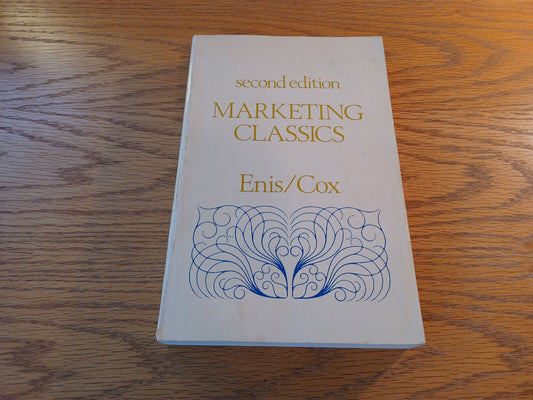 second edition
MARKETING
CLASSICS
Enis/Cox